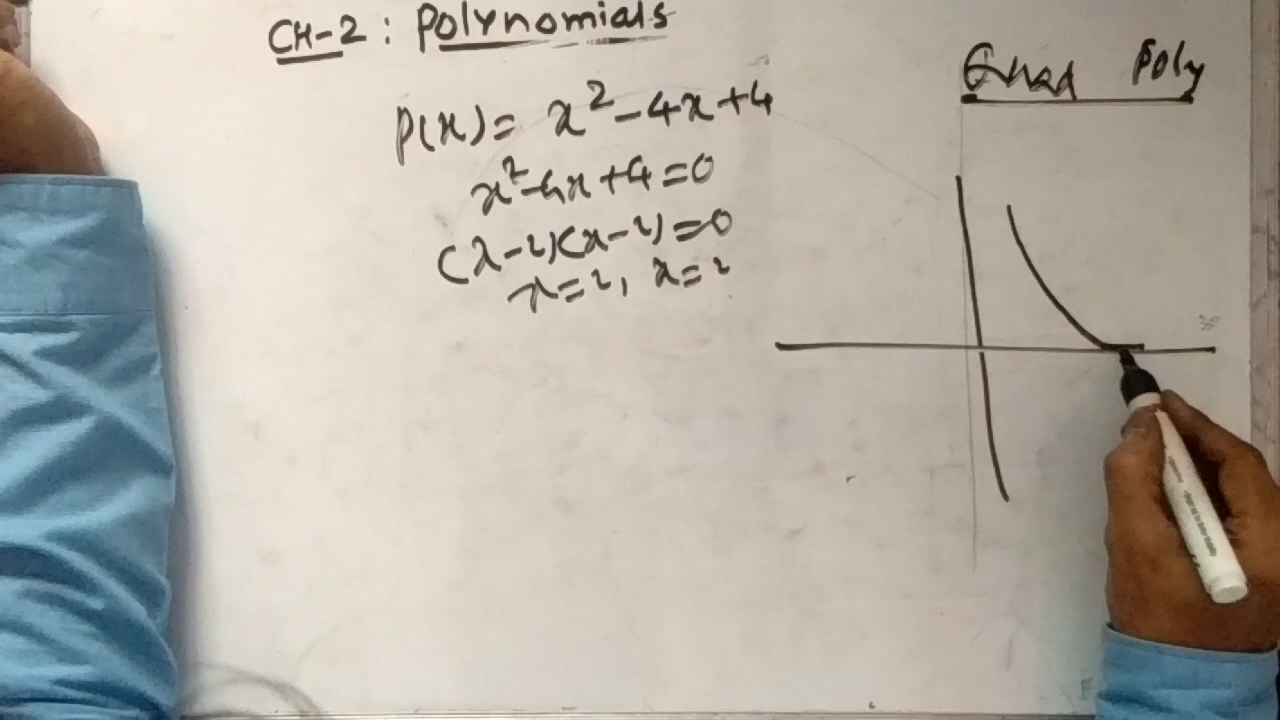 CH-2 : Polynomials
Quad Poly
P(x) = x² - 4x + 4
x² - 4x + 4 = 0
(x - 2)(x - 2) = 0
x = 2, x = 2